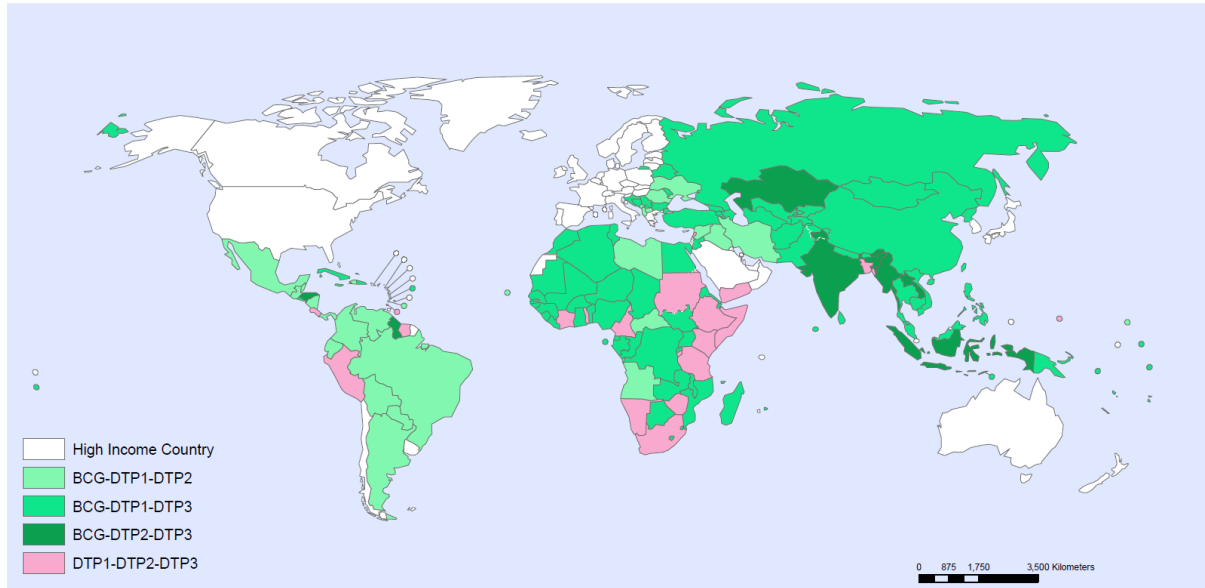 High Income Country
BCG-DTP1-DTP2
BCG-DTP1-DTP3
BCG-DTP2-DTP3
DTP1-DTP2-DTP3
0 875 1,750 3,500 Kilometers